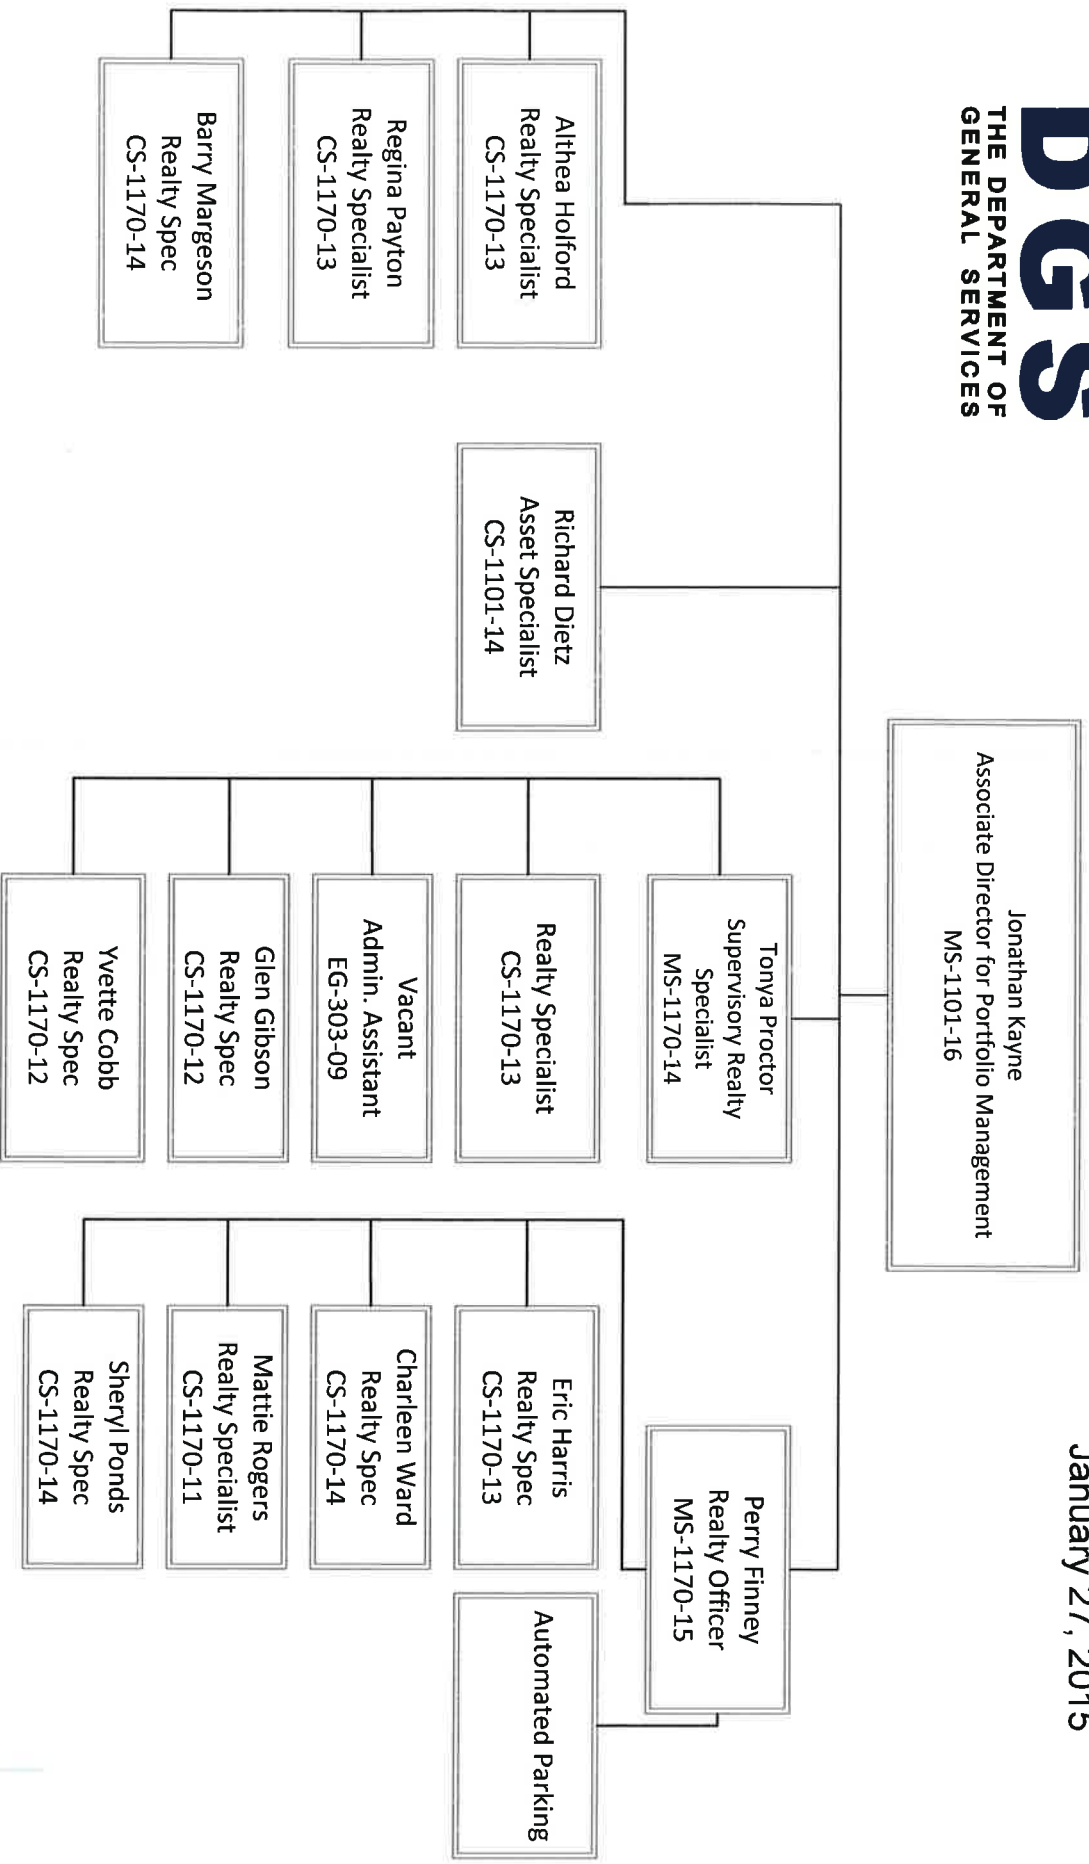 DGS
THE DEPARTMENT OF
GENERAL SERVICES
January 27, 2015
Jonathan Kayne
Associate Director for Portfolio Management
MS-1101-16
Althea Holford
Realty Specialist
CS-1170-13
Regina Payton
Realty Specialist
CS-1170-13
Barry Margeson
Realty Spec
CS-1170-14
Richard Dietz
Asset Specialist
CS-1101-14
Tonya Proctor
Supervisory Realty
Specialist
MS-1170-14
Realty Specialist
CS-1170-13
Vacant
Admin. Assistant
EG-303-09
Glen Gibson
Realty Spec
CS-1170-12
Yvette Cobb
Realty Spec
CS-1170-12
Perry Finney
Realty Officer
MS-1170-15
Eric Harris
Realty Spec
CS-1170-13
Charleen Ward
Realty Spec
CS-1170-14
Mattie Rogers
Realty Specialist
CS-1170-11
Sheryl Ponds
Realty Spec
CS-1170-14
Automated Parking